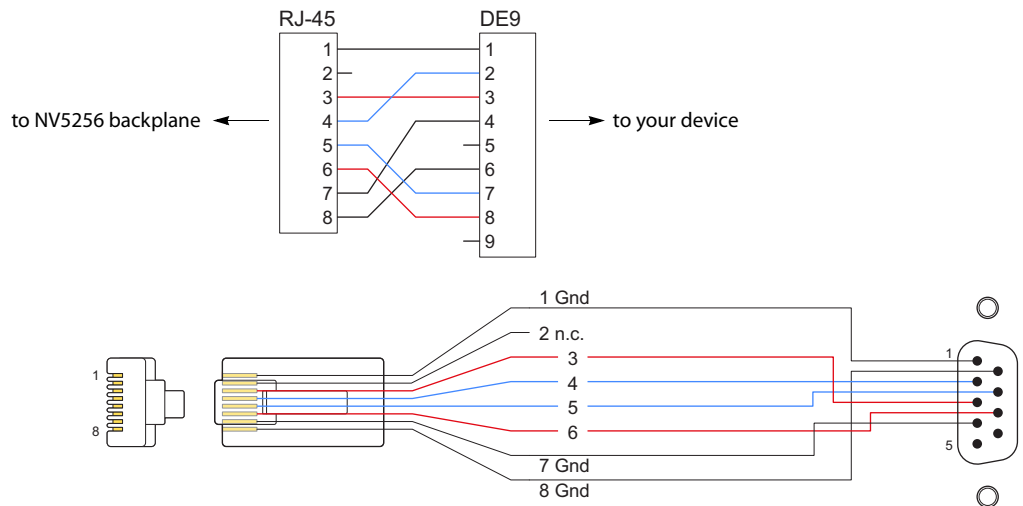 RJ-45 DE9
1 1
2 2
3 3
to NV5256 backplane 4 4 to your device
5 5
6 6
7 7
8 8
9
1 Gnd
2 n.c.
3
1
1 4
5
8 6 5
7 Gnd
8 Gnd